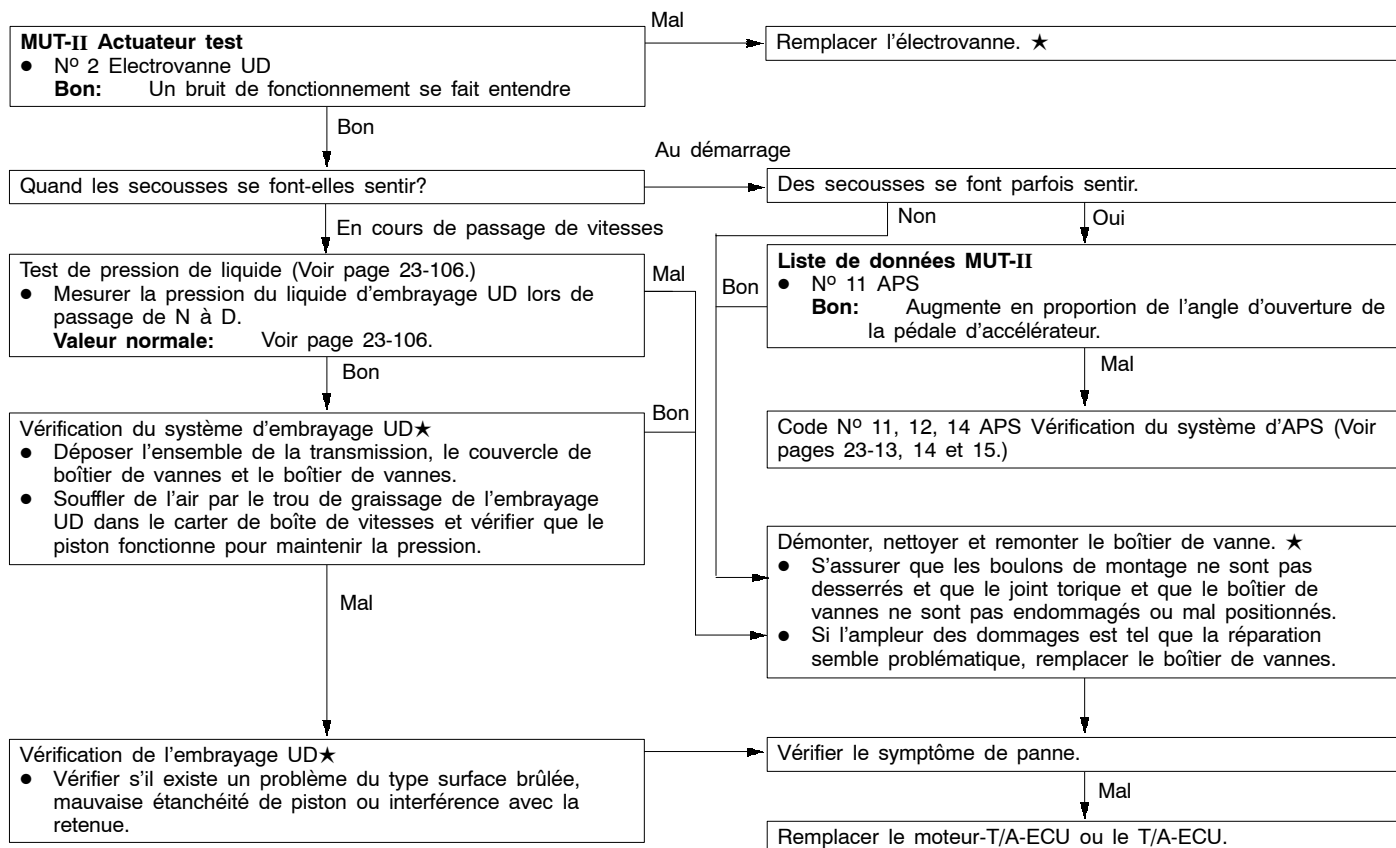 MUT-II Actuateur test
● Nº 2 Electrovanne UD
Bon: Un bruit de fonctionnement se fait entendre
Mal
Remplacer l'électrovanne. ★
Bon
Quand les secousses se font-elles sentir?
Au démarrage
Des secousses se font parfois sentir.
En cours de passage de vitesses
Non
Oui
Test de pression de liquide (Voir page 23-106.)
● Mesurer la pression du liquide d'embrayage UD lors de
passage de N à D.
Valeur normale: Voir page 23-106.
Mal
Bon
Liste de données MUT-II
● Nº 11 APS
Bon: Augmente en proportion de l'angle d'ouverture de
la pédale d'accélérateur.
Bon
Mal
Vérification du système d'embrayage UD★
● Déposer l'ensemble de la transmission, le couvercle de
boîtier de vannes et le boîtier de vannes.
● Souffler de l'air par le trou de graissage de l'embrayage
UD dans le carter de boîte de vitesses et vérifier que le
piston fonctionne pour maintenir la pression.
Bon
Code Nº 11, 12, 14 APS Vérification du système d'APS (Voir
pages 23-13, 14 et 15.)
Mal
Démonter, nettoyer et remonter le boîtier de vanne. ★
● S'assurer que les boulons de montage ne sont pas
desserrés et que le joint torique et que le boîtier de
vannes ne sont pas endommagés ou mal positionnés.
● Si l'ampleur des dommages est tel que la réparation
semble problématique, remplacer le boîtier de vannes.
Vérification de l'embrayage UD★
● Vérifier s'il existe un problème du type surface brûlée,
mauvaise étanchéité de piston ou interférence avec la
retenue.
Vérifier le symptôme de panne.
Mal
Remplacer le moteur-T/A-ECU ou le T/A-ECU.